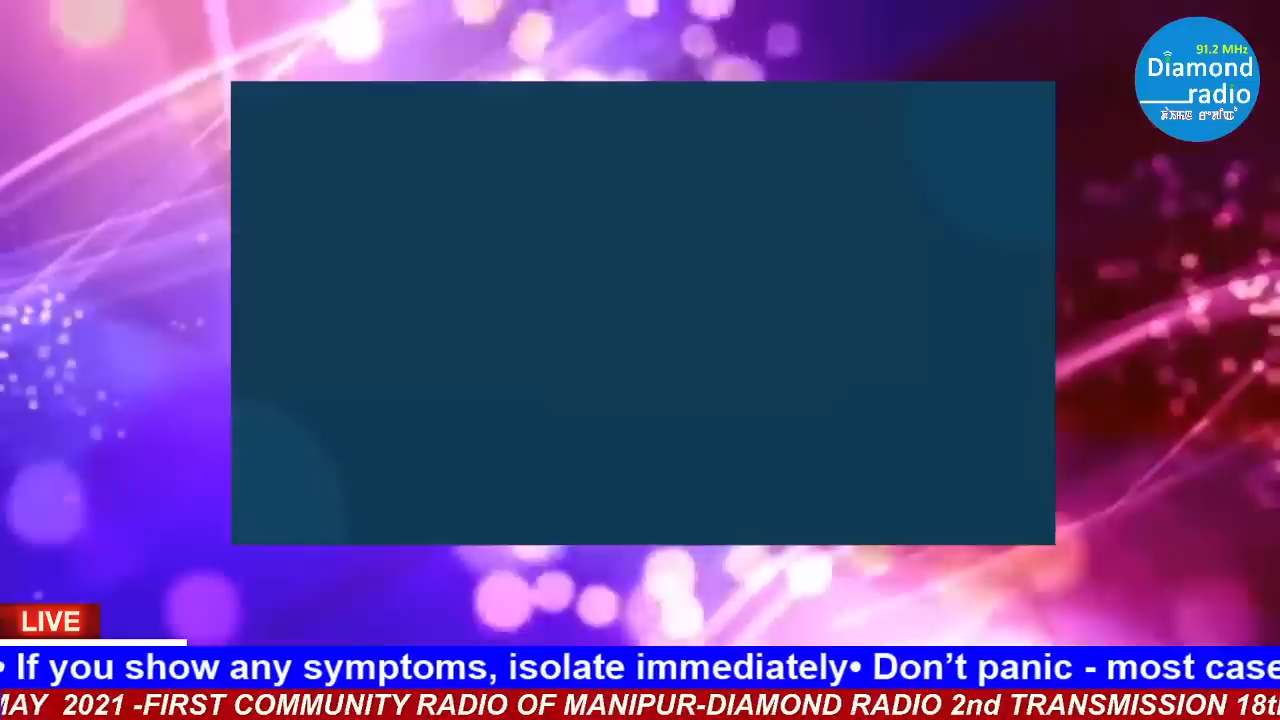 91.2 MHz
Diamond
radio
LIVE
• If you show any symptoms, isolate immediately• Don’t panic - most case
MAY 2021 -FIRST COMMUNITY RADIO OF MANIPUR-DIAMOND RADIO 2nd TRANSMISSION 18t